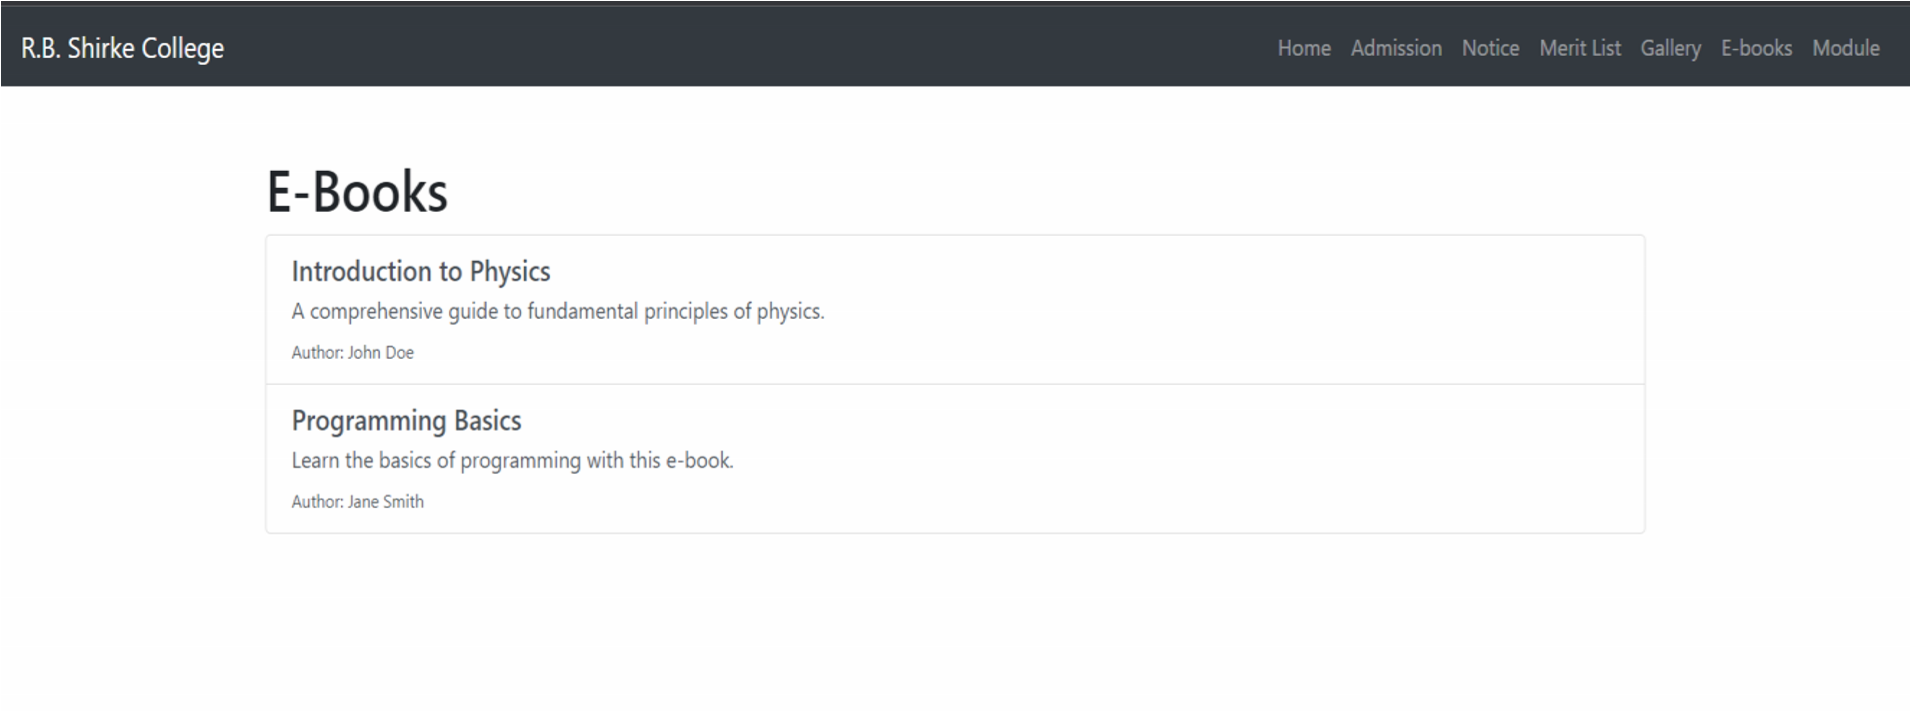 R.B. Shirke College
Home Admission Notice Merit List Gallery E-books Module
E-Books
Introduction to Physics
A comprehensive guide to fundamental principles of physics.
Author: John Doe
Programming Basics
Learn the basics of programming with this e-book.
Author: Jane Smith